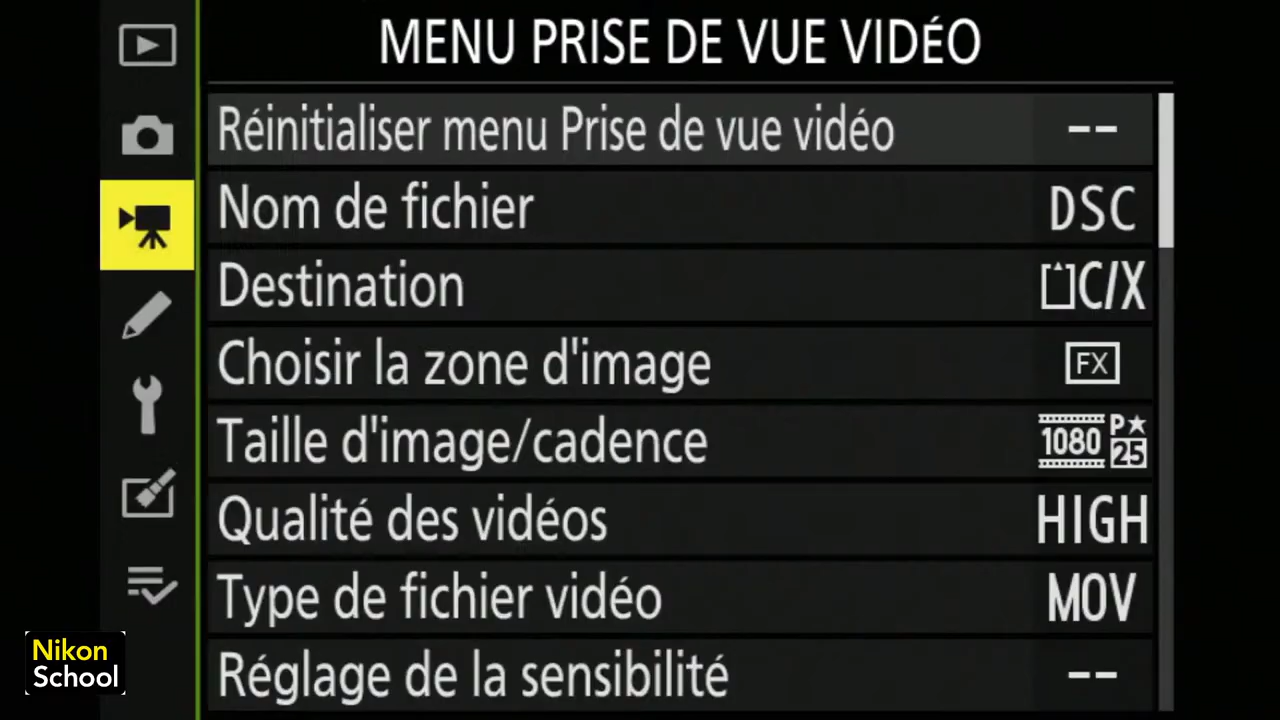 MENU PRISE DE VUE VIDÉO
Réinitialiser menu Prise de vue vidéo --
Nom de fichier DSC
Destination C/X
Choisir la zone d'image FX
Taille d'image/cadence 1080 P★ 25
Qualité des vidéos HIGH
Type de fichier vidéo MOV
Réglage de la sensibilité --
Nikon
School